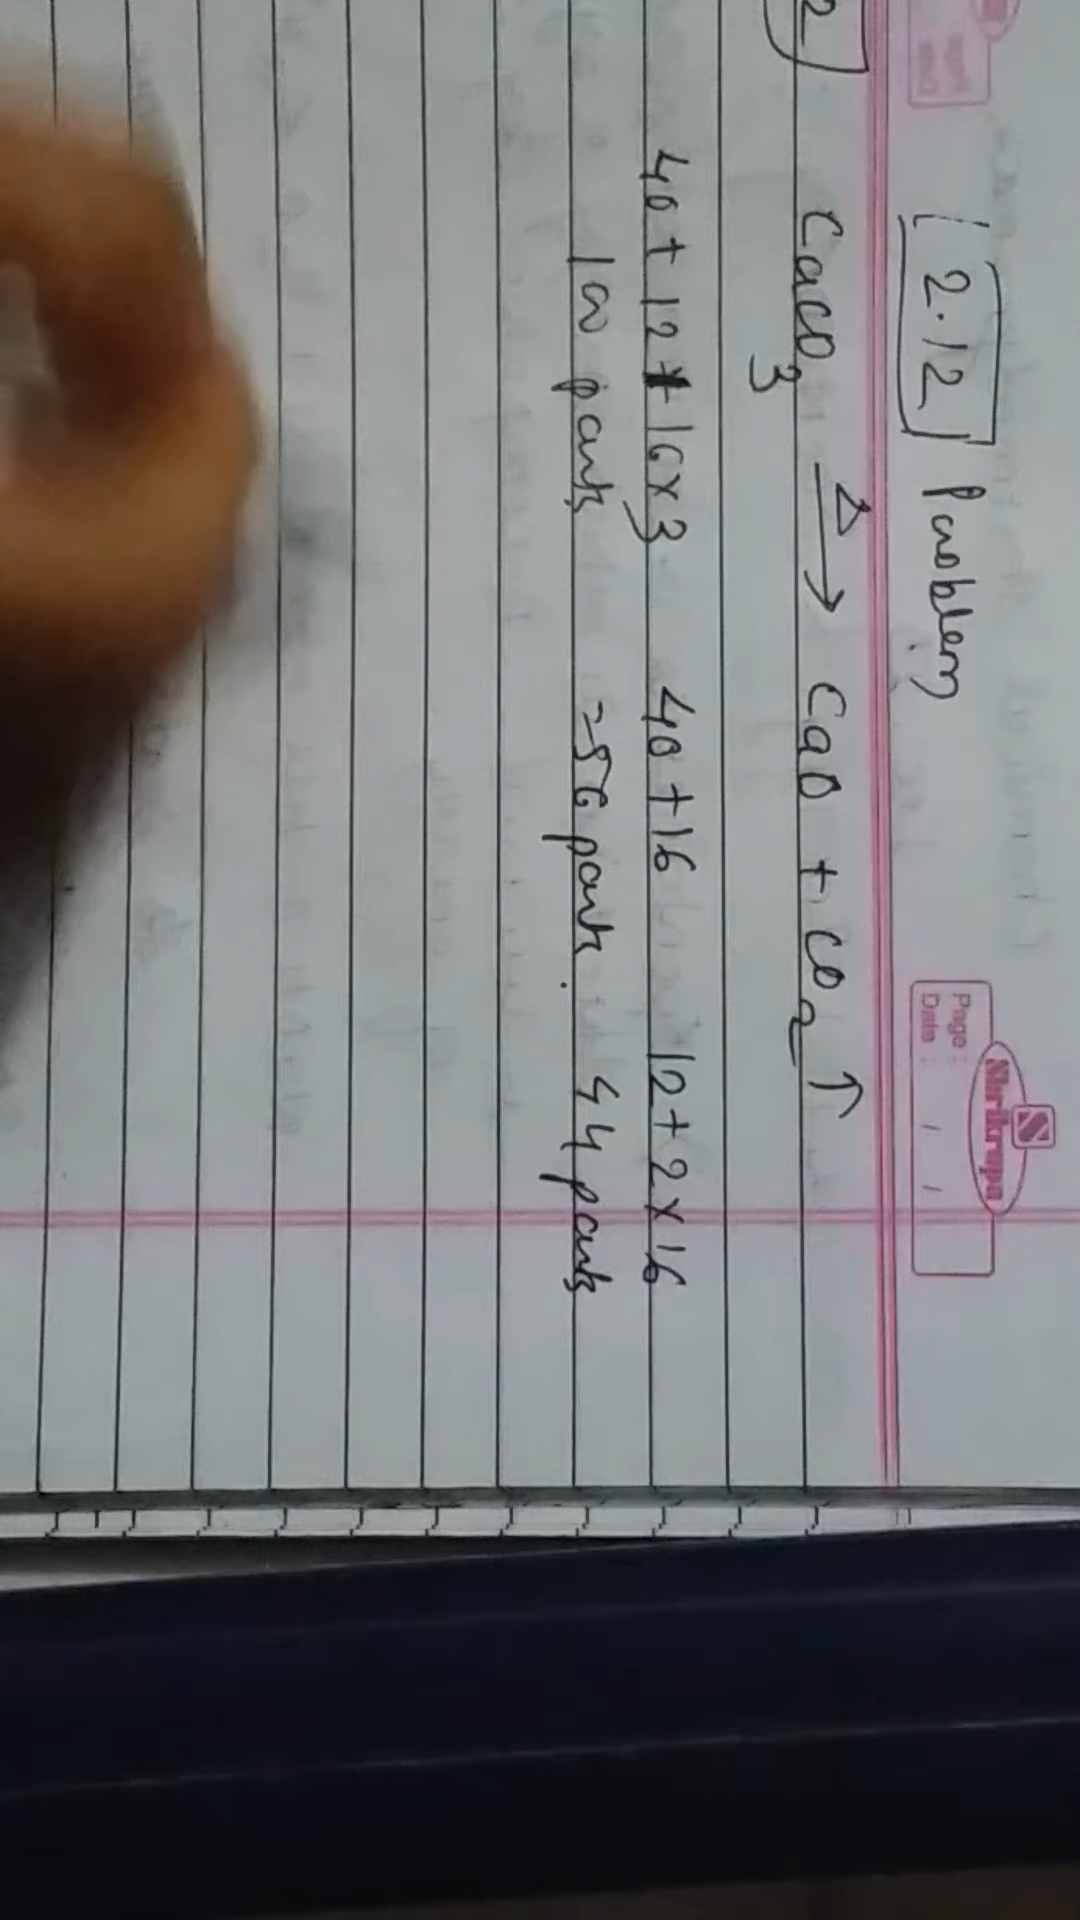 Shrikrupa
Page :
Date : / /
2.12 Problem
2
CaCO3 Δ→ CaO + CO2 ↑
40 + 12 + 16×3 40 + 16 12 + 2×16
100 parts =56 parts. 44 parts